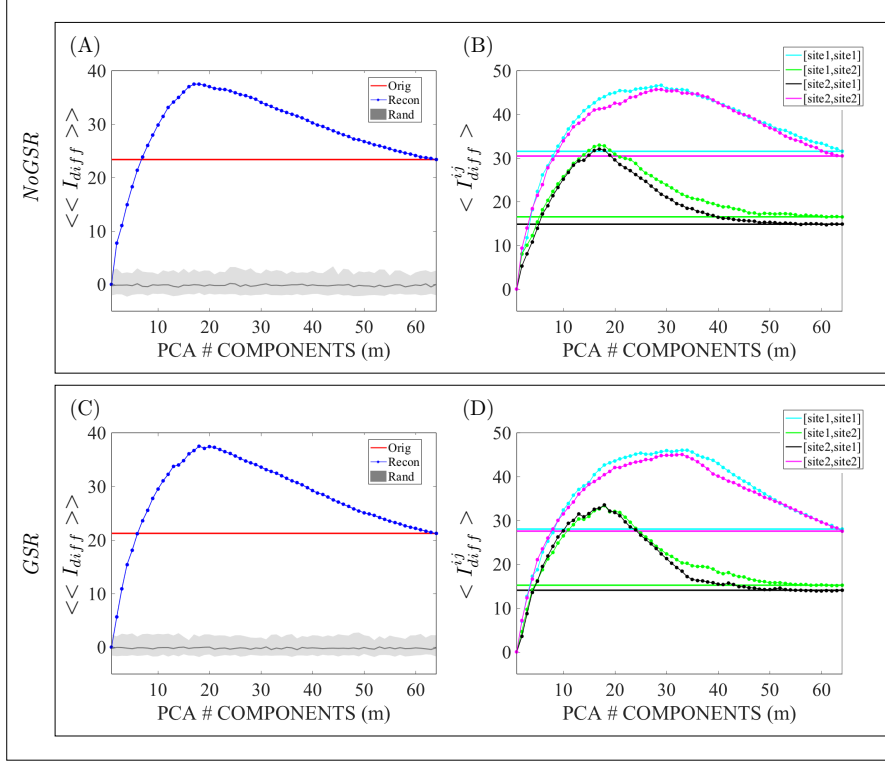 NoGSR
(A)
<< I_diff >>
40
30
20
10
0
Orig
Recon
Rand
10 20 30 40 50 60
PCA # COMPONENTS (m)
(B)
< I^ij_diff >
50
40
30
20
10
0
[site1,site1]
[site1,site2]
[site2,site1]
[site2,site2]
10 20 30 40 50 60
PCA # COMPONENTS (m)
GSR
(C)
<< I_diff >>
40
30
20
10
0
Orig
Recon
Rand
10 20 30 40 50 60
PCA # COMPONENTS (m)
(D)
< I^ij_diff >
50
40
30
20
10
0
[site1,site1]
[site1,site2]
[site2,site1]
[site2,site2]
10 20 30 40 50 60
PCA # COMPONENTS (m)